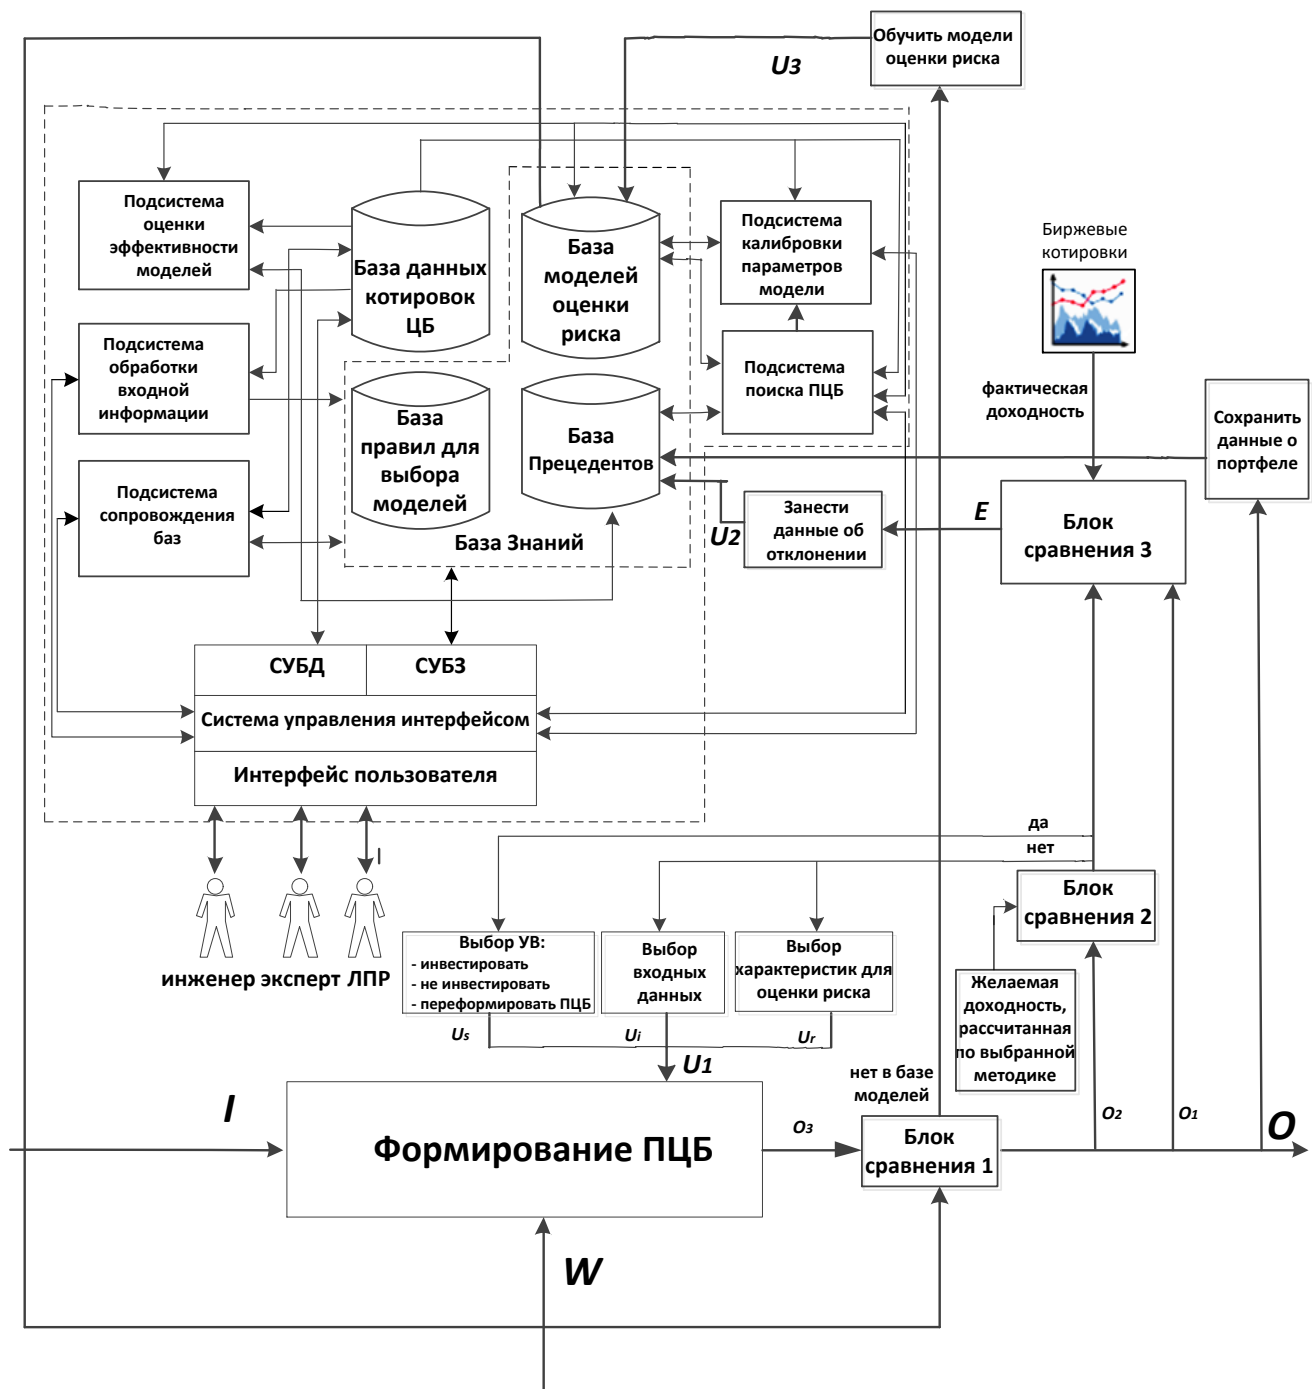 Обучить модели
оценки риска
U3
Подсистема
оценки
эффективности
моделей
База данных
котировок
ЦБ
База
моделей
оценки
риска
Подсистема
калибровки
параметров
модели
Биржевые
котировки
Подсистема
обработки
входной
информации
База
правил для
выбора
моделей
База
Прецедентов
Подсистема
поиска ПЦБ
фактическая
доходность
Сохранить
данные о
портфеле
Подсистема
сопровождения
баз
База Знаний
U2
Занести
данные об
отклонении
E
Блок
сравнения 3
СУБД
СУБЗ
Система управления интерфейсом
Интерфейс пользователя
I
инженер эксперт ЛПР
да
нет
Блок
сравнения 2
Выбор УВ:
- инвестировать
- не инвестировать
- переформировать ПЦБ
Выбор
входных
данных
Выбор
характеристик для
оценки риска
Желаемая
доходность,
рассчитанная
по выбранной
методике
Us
Ui
Ur
U1
нет в базе
моделей
I
Формирование ПЦБ
O3
Блок
сравнения 1
O2
O1
O
W